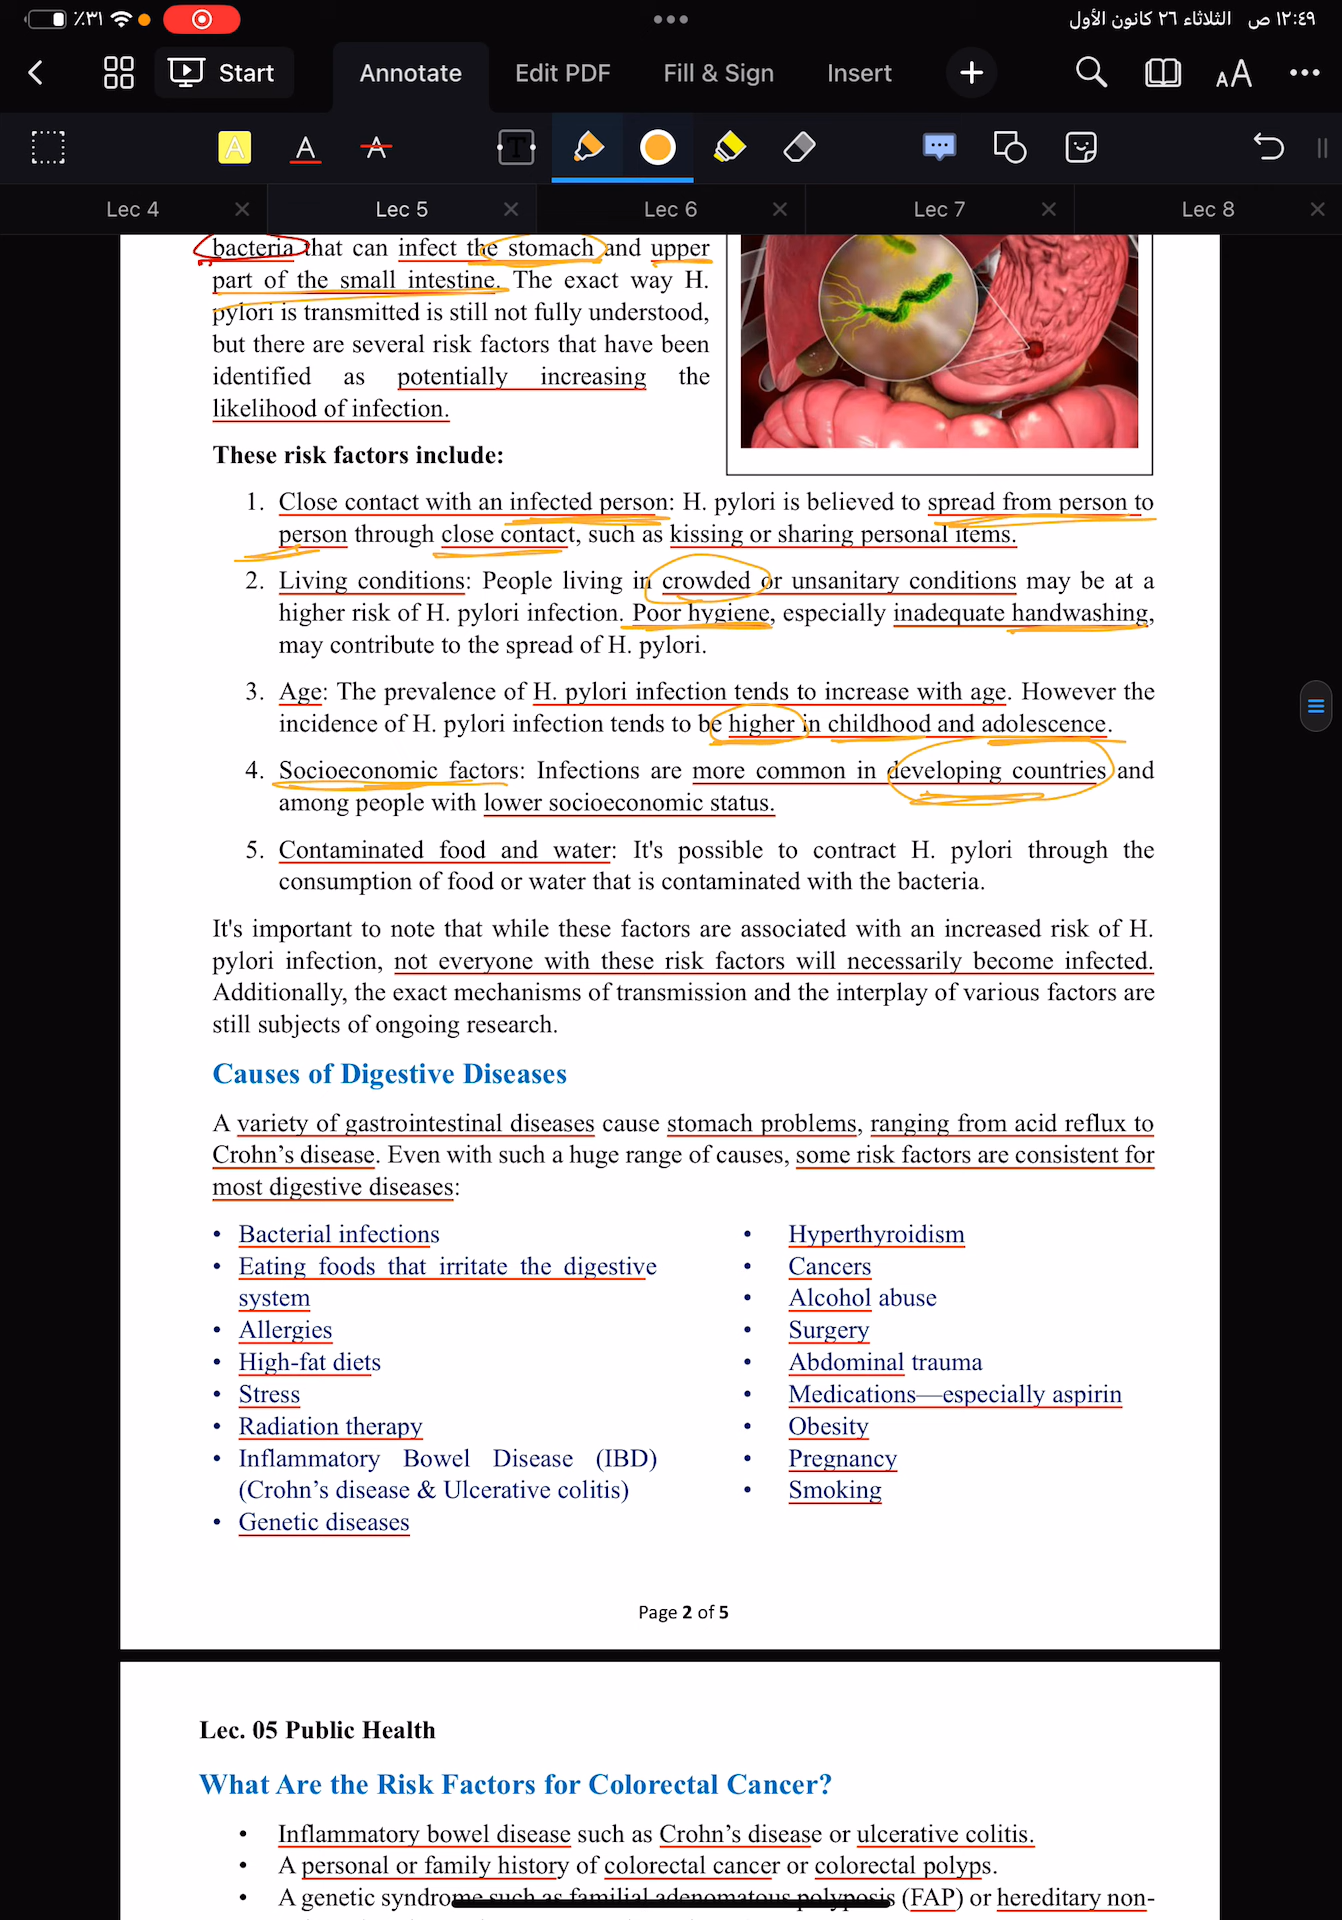 ٪٣١
١٢:٤٩ ص الثلاثاء ٢٦ كانون الأول
Start Annotate Edit PDF Fill & Sign Insert
Lec 4 Lec 5 Lec 6 Lec 7 Lec 8
bacteria that can infect the stomach and upper
part of the small intestine. The exact way H.
pylori is transmitted is still not fully understood,
but there are several risk factors that have been
identified as potentially increasing the
likelihood of infection.
These risk factors include:
1. Close contact with an infected person: H. pylori is believed to spread from person to
person through close contact, such as kissing or sharing personal items.
2. Living conditions: People living in crowded or unsanitary conditions may be at a
higher risk of H. pylori infection. Poor hygiene, especially inadequate handwashing,
may contribute to the spread of H. pylori.
3. Age: The prevalence of H. pylori infection tends to increase with age. However the
incidence of H. pylori infection tends to be higher in childhood and adolescence.
4. Socioeconomic factors: Infections are more common in developing countries and
among people with lower socioeconomic status.
5. Contaminated food and water: It's possible to contract H. pylori through the
consumption of food or water that is contaminated with the bacteria.
It's important to note that while these factors are associated with an increased risk of H.
pylori infection, not everyone with these risk factors will necessarily become infected.
Additionally, the exact mechanisms of transmission and the interplay of various factors are
still subjects of ongoing research.
Causes of Digestive Diseases
A variety of gastrointestinal diseases cause stomach problems, ranging from acid reflux to
Crohn’s disease. Even with such a huge range of causes, some risk factors are consistent for
most digestive diseases:
• Bacterial infections
• Eating foods that irritate the digestive
system
• Allergies
• High-fat diets
• Stress
• Radiation therapy
• Inflammatory Bowel Disease (IBD)
(Crohn’s disease & Ulcerative colitis)
• Genetic diseases
• Hyperthyroidism
• Cancers
• Alcohol abuse
• Surgery
• Abdominal trauma
• Medications—especially aspirin
• Obesity
• Pregnancy
• Smoking
Page 2 of 5
Lec. 05 Public Health
What Are the Risk Factors for Colorectal Cancer?
• Inflammatory bowel disease such as Crohn’s disease or ulcerative colitis.
• A personal or family history of colorectal cancer or colorectal polyps.
• A genetic syndrome such as familial adenomatous polyposis (FAP) or hereditary non-